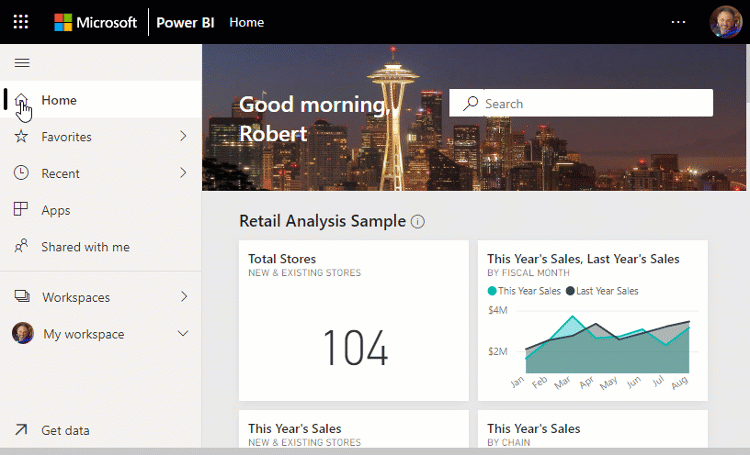 Microsoft Power BI Home
Home
Favorites
Recent
Apps
Shared with me
Workspaces
My workspace
Get data
Good morning,
Robert
Search
Retail Analysis Sample
Total Stores
NEW & EXISTING STORES
104
This Year's Sales, Last Year's Sales
BY FISCAL MONTH
This Year Sales Last Year Sales
$4M
$2M
Jan Feb Mar Apr May Jun Jul Aug
This Year's Sales
NEW & EXISTING STORES
This Year's Sales
BY CHAIN